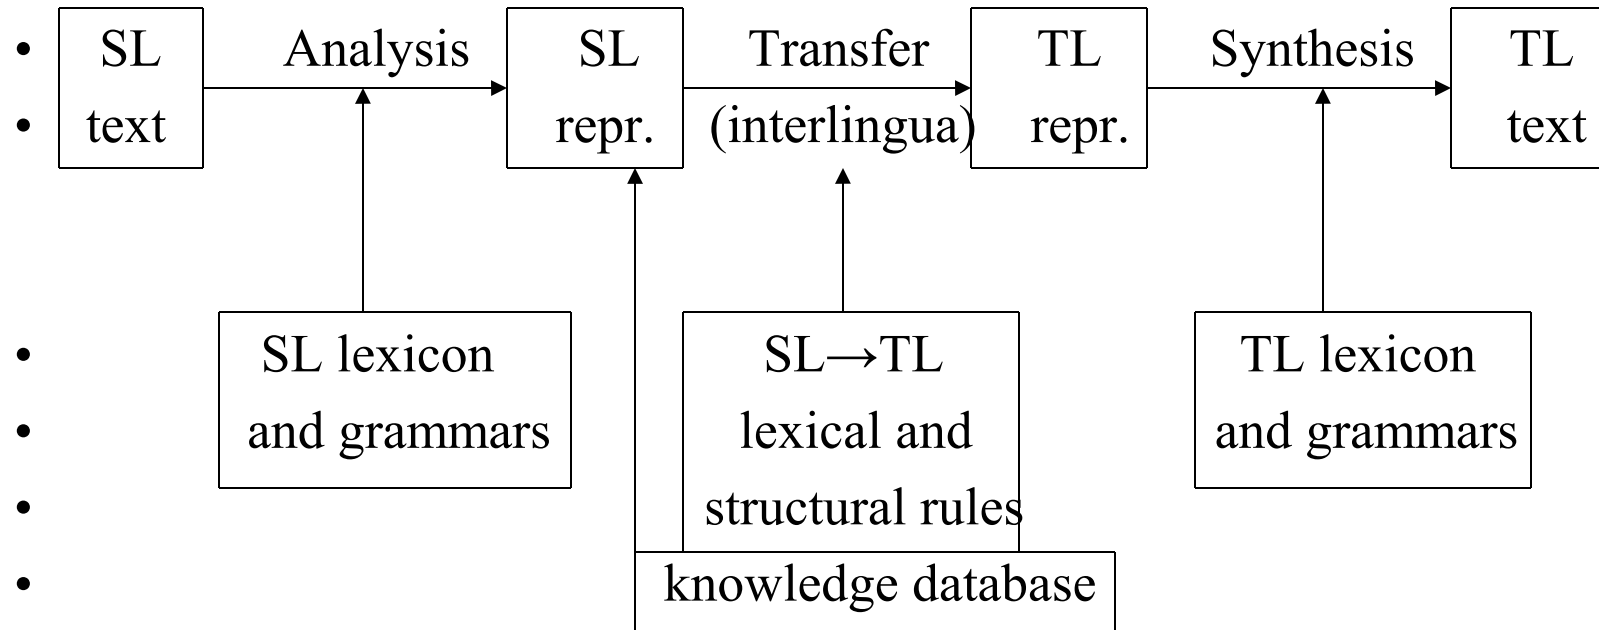 • SL Analysis SL Transfer TL Synthesis TL
• text repr. (interlingua) repr. text
• SL lexicon SL→TL TL lexicon
• and grammars lexical and and grammars
• structural rules
• knowledge database